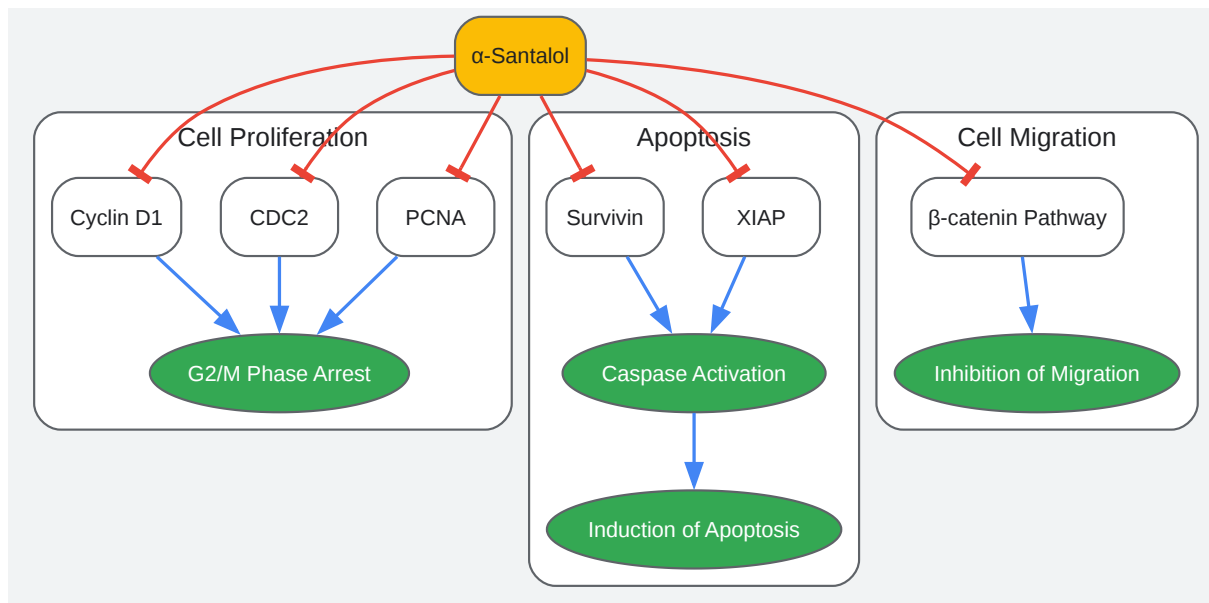 α-Santalol
Cell Proliferation
Apoptosis
Cell Migration
Cyclin D1
CDC2
PCNA
Survivin
XIAP
β-catenin Pathway
G2/M Phase Arrest
Caspase Activation
Inhibition of Migration
Induction of Apoptosis